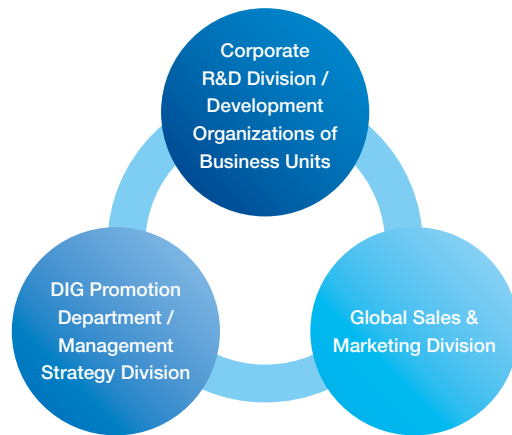 Corporate
R&D Division /
Development
Organizations of
Business Units
DIG Promotion
Department /
Management
Strategy Division
Global Sales &
Marketing Division